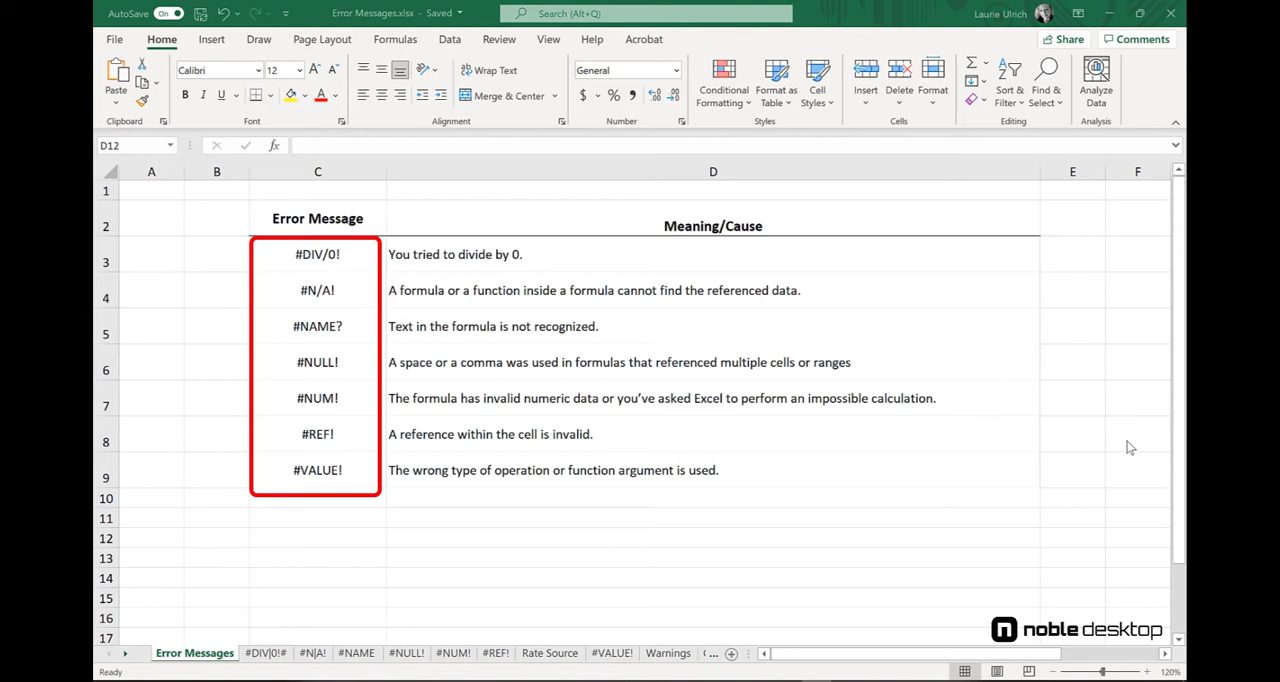 AutoSave On Error Messages.xlsx - Saved Search (Alt+Q) Laurie Ulrich
File Home Insert Draw Page Layout Formulas Data Review View Help Acrobat Share Comments
Calibri 12 Wrap Text General
Paste B I U A Merge & Center $ % Conditional Formatting Format as Table Cell Styles Insert Delete Format Sort & Filter Find & Select Analyze Data
Clipboard Font Alignment Number Styles Cells Editing Analysis
D12 fx
A B C D E F
1
2 Error Message Meaning/Cause
3 #DIV/0! You tried to divide by 0.
4 #N/A! A formula or a function inside a formula cannot find the referenced data.
5 #NAME? Text in the formula is not recognized.
6 #NULL! A space or a comma was used in formulas that referenced multiple cells or ranges
7 #NUM! The formula has invalid numeric data or you've asked Excel to perform an impossible calculation.
8 #REF! A reference within the cell is invalid.
9 #VALUE! The wrong type of operation or function argument is used.
10
11
12
13
14
15
16
noble desktop
17
Error Messages #DIV|0!# #N|A! #NAME #NULL! #NUM! #REF! Rate Source #VALUE! Warnings ...
Ready 120%